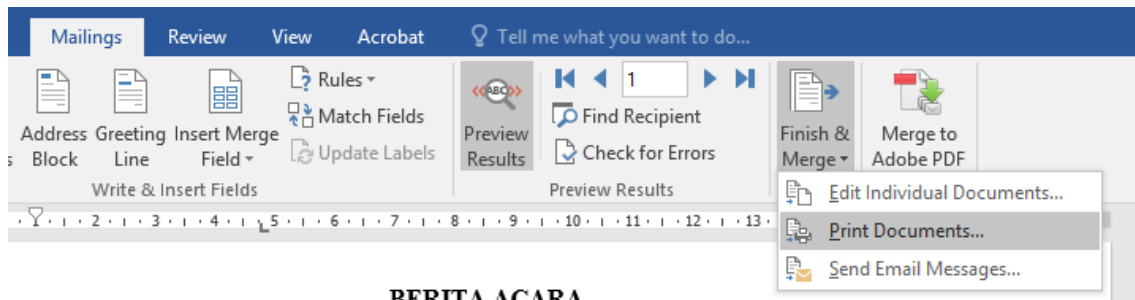 Mailings Review View Acrobat Tell me what you want to do...
Address Block
Greeting Line
Insert Merge Field
Rules
Match Fields
Update Labels
Write & Insert Fields
«ABC»
Preview Results
1
Find Recipient
Check for Errors
Preview Results
Finish & Merge
Merge to Adobe PDF
Edit Individual Documents...
Print Documents...
Send Email Messages...
2 3 4 5 6 7 8 9 10 11 12 13
BERITA ACARA